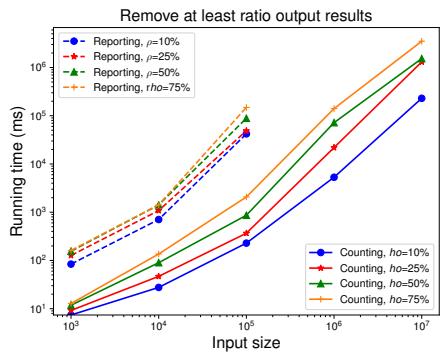 Remove at least ratio output results
Running time (ms)
10⁶
10⁵
10⁴
10³
10²
10¹
Reporting, ρ=10%
Reporting, ρ=25%
Reporting, ρ=50%
Reporting, rho=75%
Counting, ho=10%
Counting, ho=25%
Counting, ho=50%
Counting, ho=75%
10³ 10⁴ 10⁵ 10⁶ 10⁷
Input size